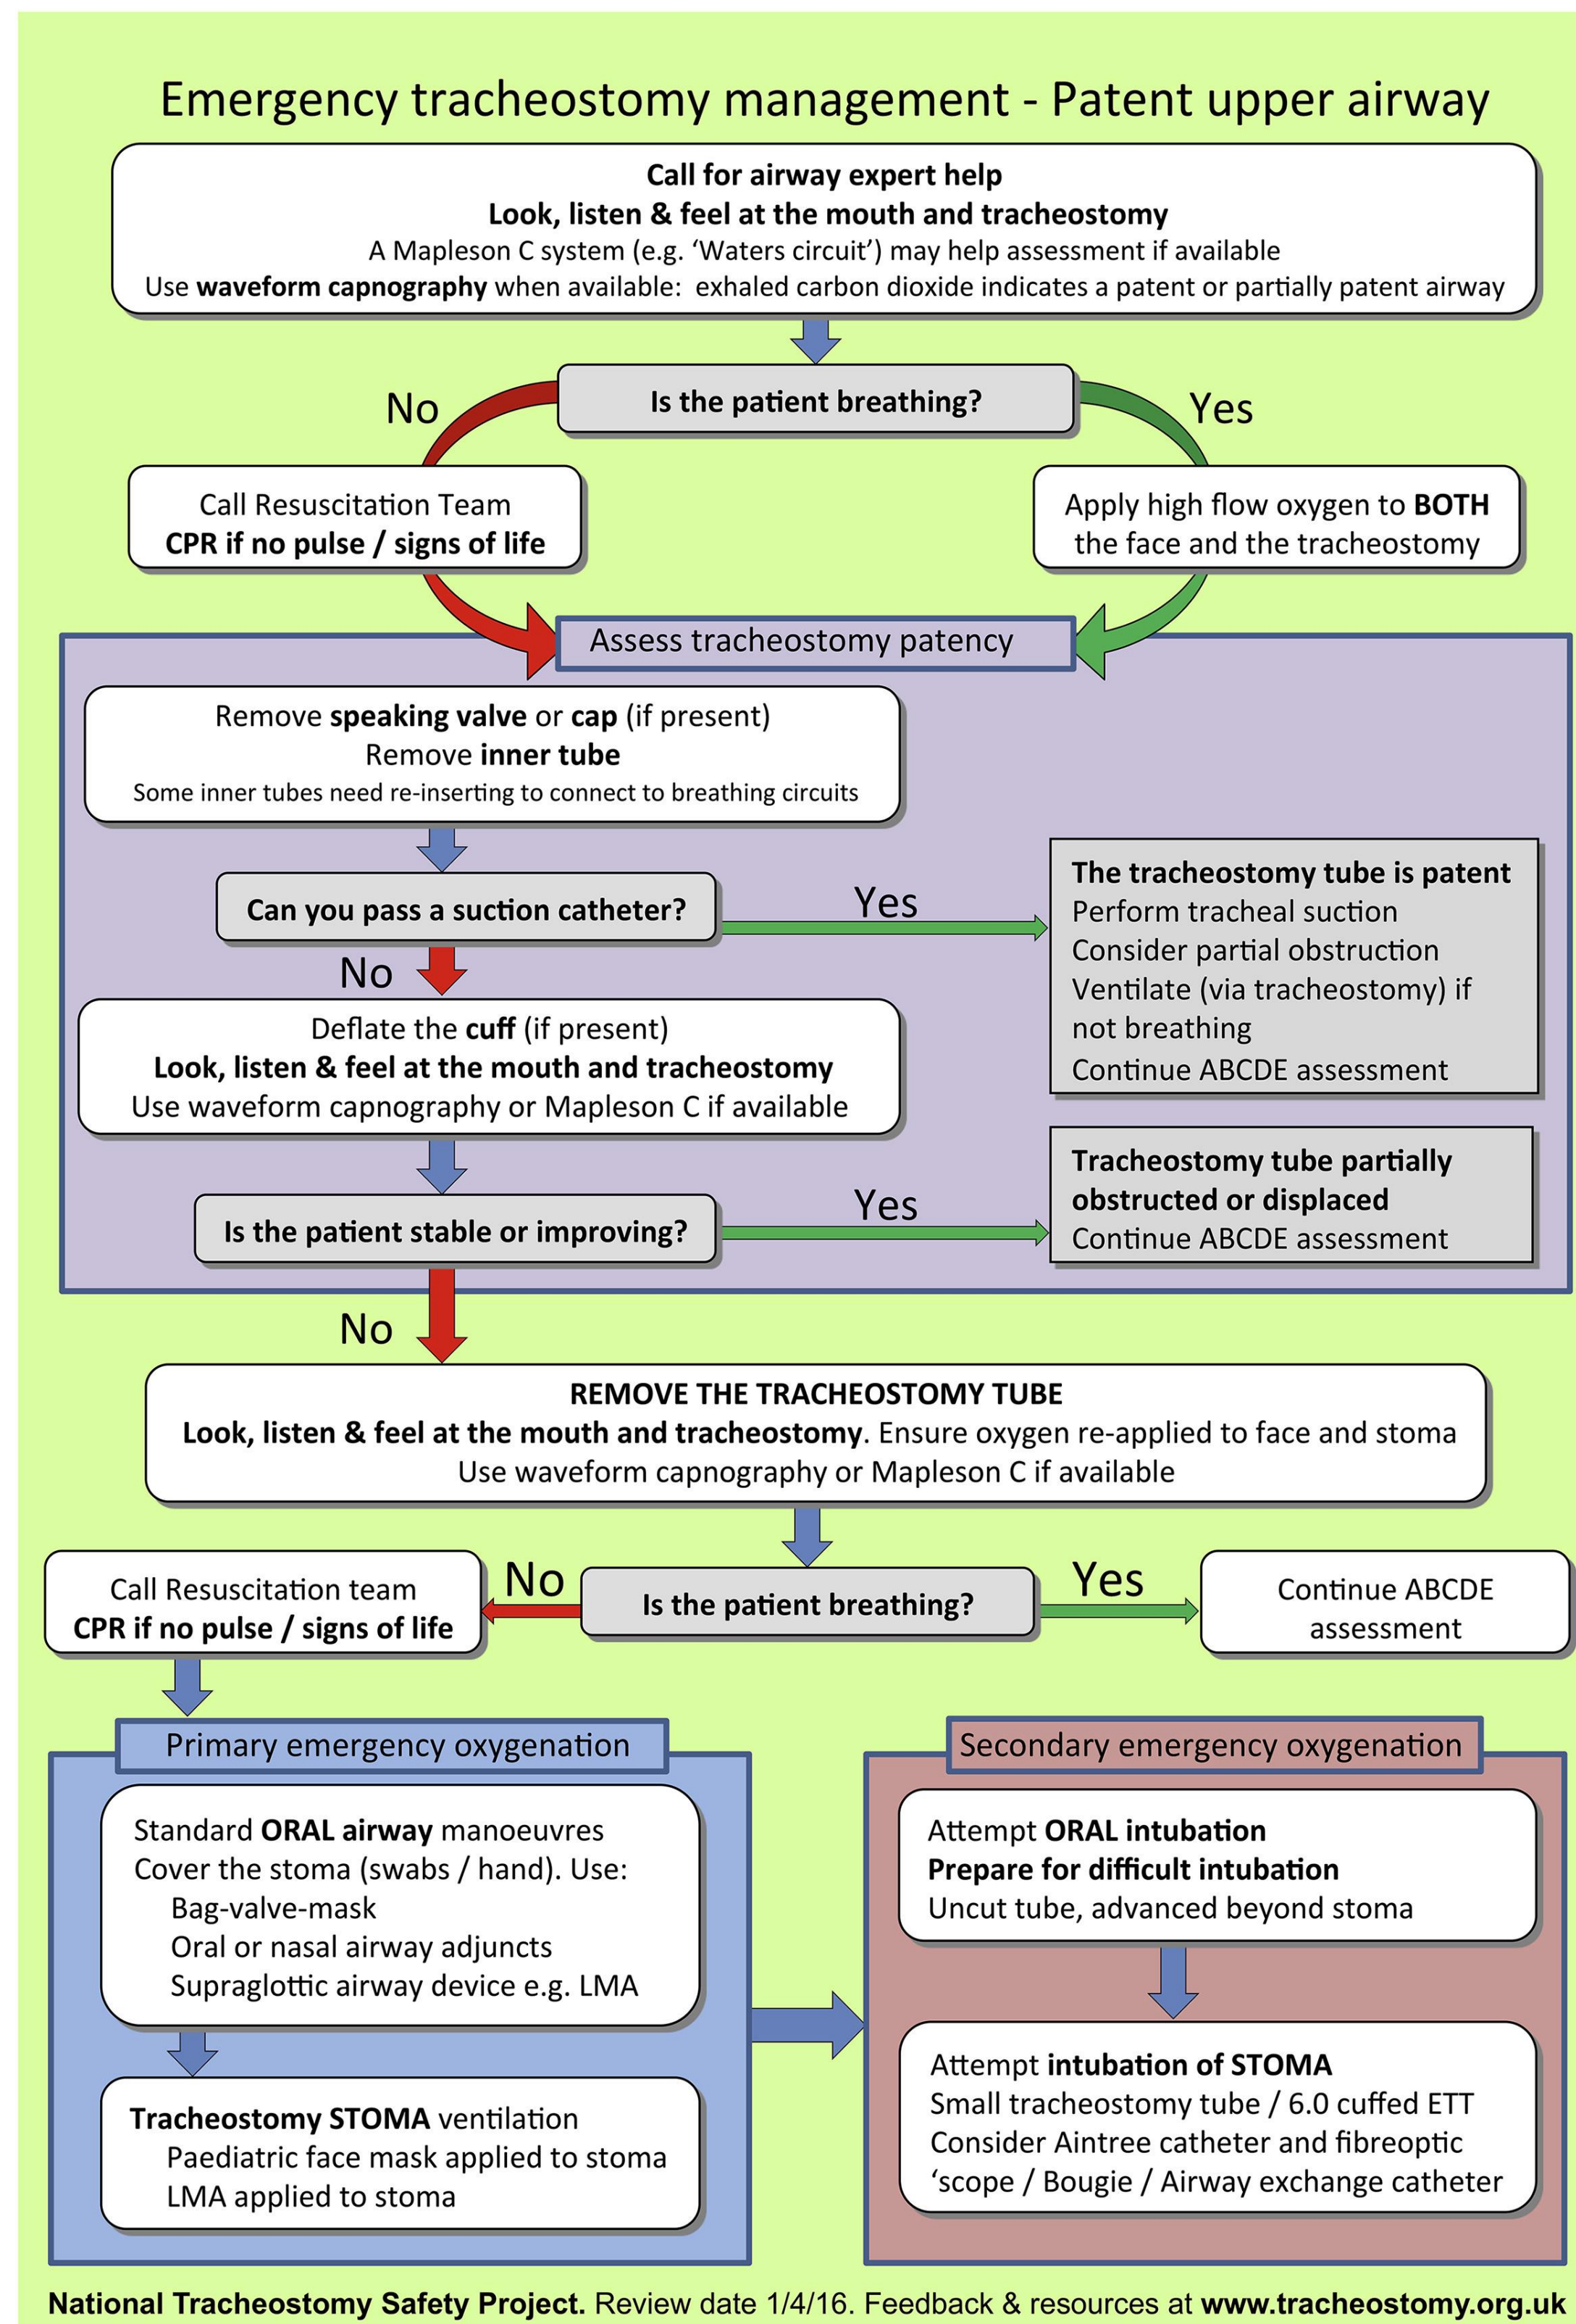 Emergency tracheostomy management - Patent upper airway
Call for airway expert help
Look, listen & feel at the mouth and tracheostomy
A Mapleson C system (e.g. ‘Waters circuit’) may help assessment if available
Use waveform capnography when available: exhaled carbon dioxide indicates a patent or partially patent airway
Is the patient breathing?
No
Yes
Call Resuscitation Team
CPR if no pulse / signs of life
Apply high flow oxygen to BOTH
the face and the tracheostomy
Assess tracheostomy patency
Remove speaking valve or cap (if present)
Remove inner tube
Some inner tubes need re-inserting to connect to breathing circuits
Can you pass a suction catheter?
Yes
The tracheostomy tube is patent
Perform tracheal suction
Consider partial obstruction
Ventilate (via tracheostomy) if
not breathing
Continue ABCDE assessment
No
Deflate the cuff (if present)
Look, listen & feel at the mouth and tracheostomy
Use waveform capnography or Mapleson C if available
Is the patient stable or improving?
Yes
Tracheostomy tube partially
obstructed or displaced
Continue ABCDE assessment
No
REMOVE THE TRACHEOSTOMY TUBE
Look, listen & feel at the mouth and tracheostomy. Ensure oxygen re-applied to face and stoma
Use waveform capnography or Mapleson C if available
Is the patient breathing?
No
Yes
Call Resuscitation team
CPR if no pulse / signs of life
Continue ABCDE
assessment
Primary emergency oxygenation
Standard ORAL airway manoeuvres
Cover the stoma (swabs / hand). Use:
Bag-valve-mask
Oral or nasal airway adjuncts
Supraglottic airway device e.g. LMA
Tracheostomy STOMA ventilation
Paediatric face mask applied to stoma
LMA applied to stoma
Secondary emergency oxygenation
Attempt ORAL intubation
Prepare for difficult intubation
Uncut tube, advanced beyond stoma
Attempt intubation of STOMA
Small tracheostomy tube / 6.0 cuffed ETT
Consider Aintree catheter and fibreoptic
‘scope / Bougie / Airway exchange catheter
National Tracheostomy Safety Project. Review date 1/4/16. Feedback & resources at www.tracheostomy.org.uk